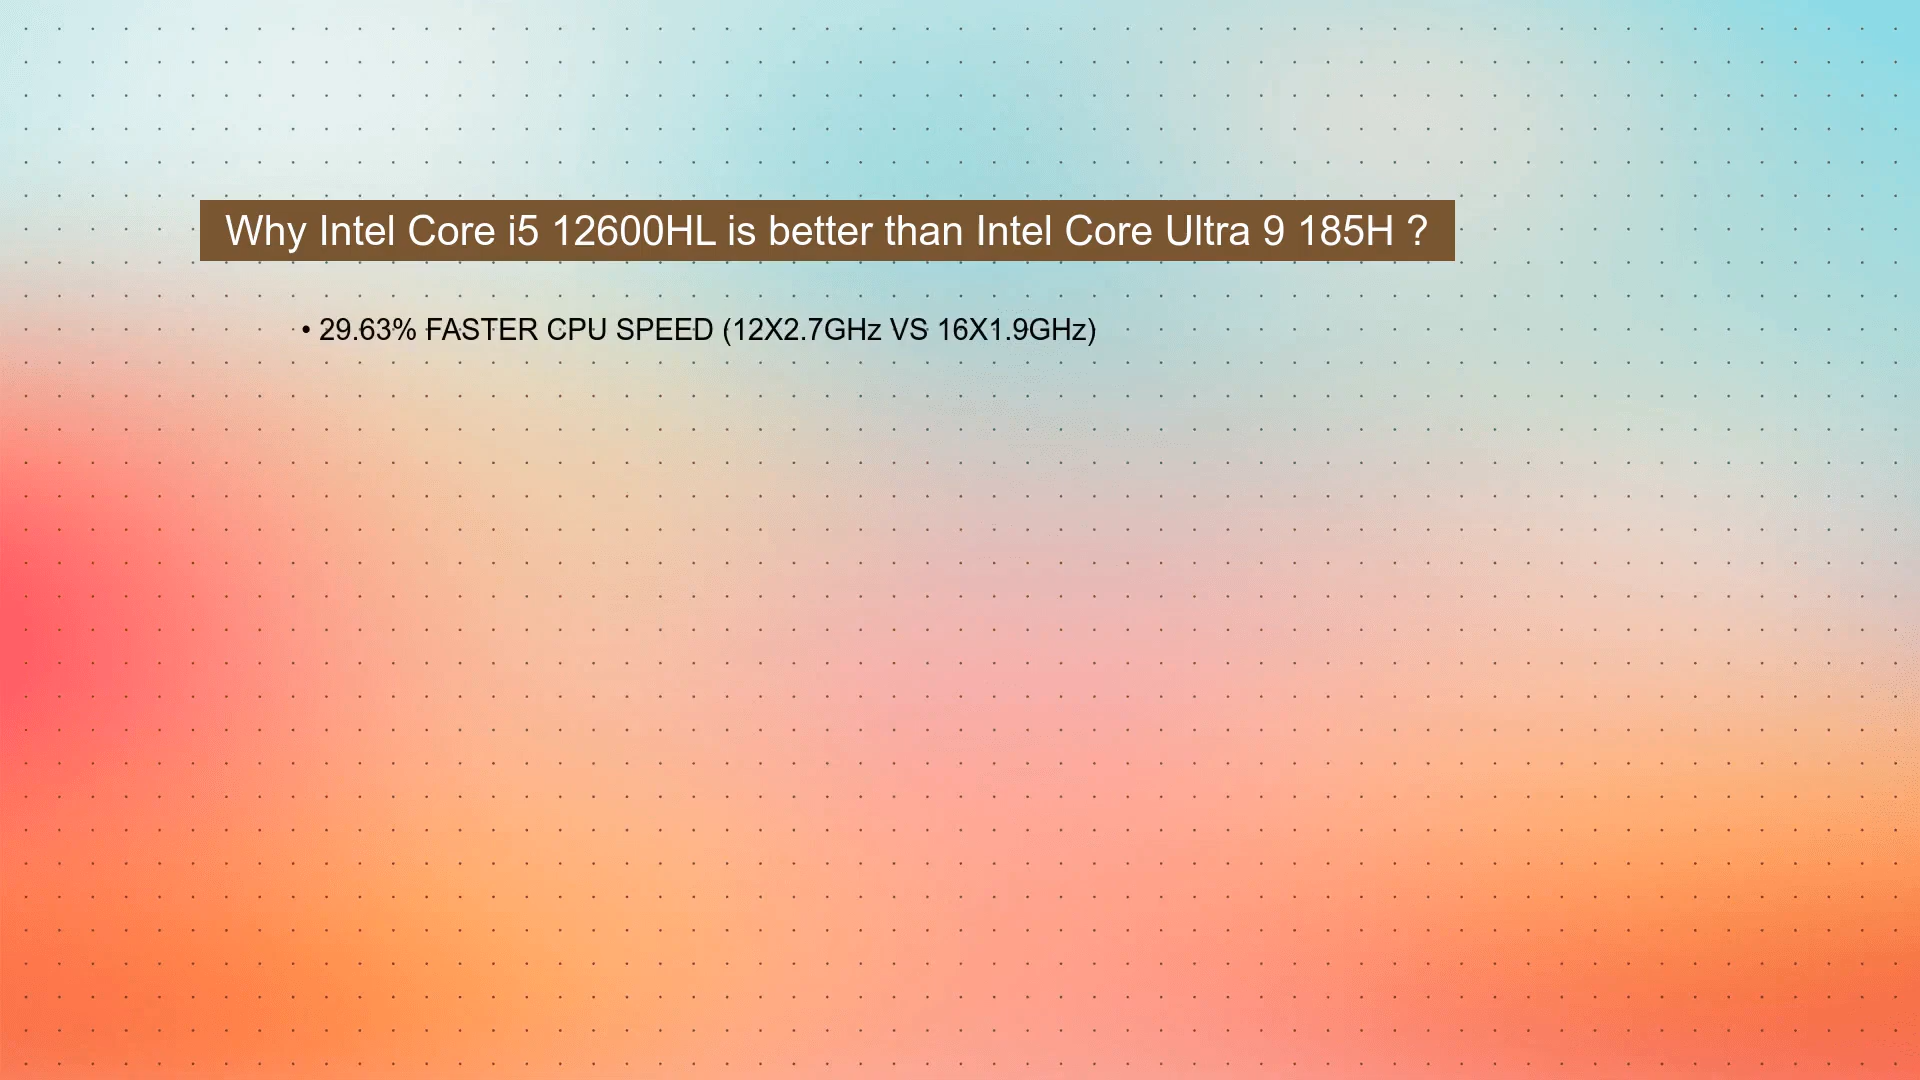 Why Intel Core i5 12600HL is better than Intel Core Ultra 9 185H ?
• 29.63% FASTER CPU SPEED (12X2.7GHz VS 16X1.9GHz)